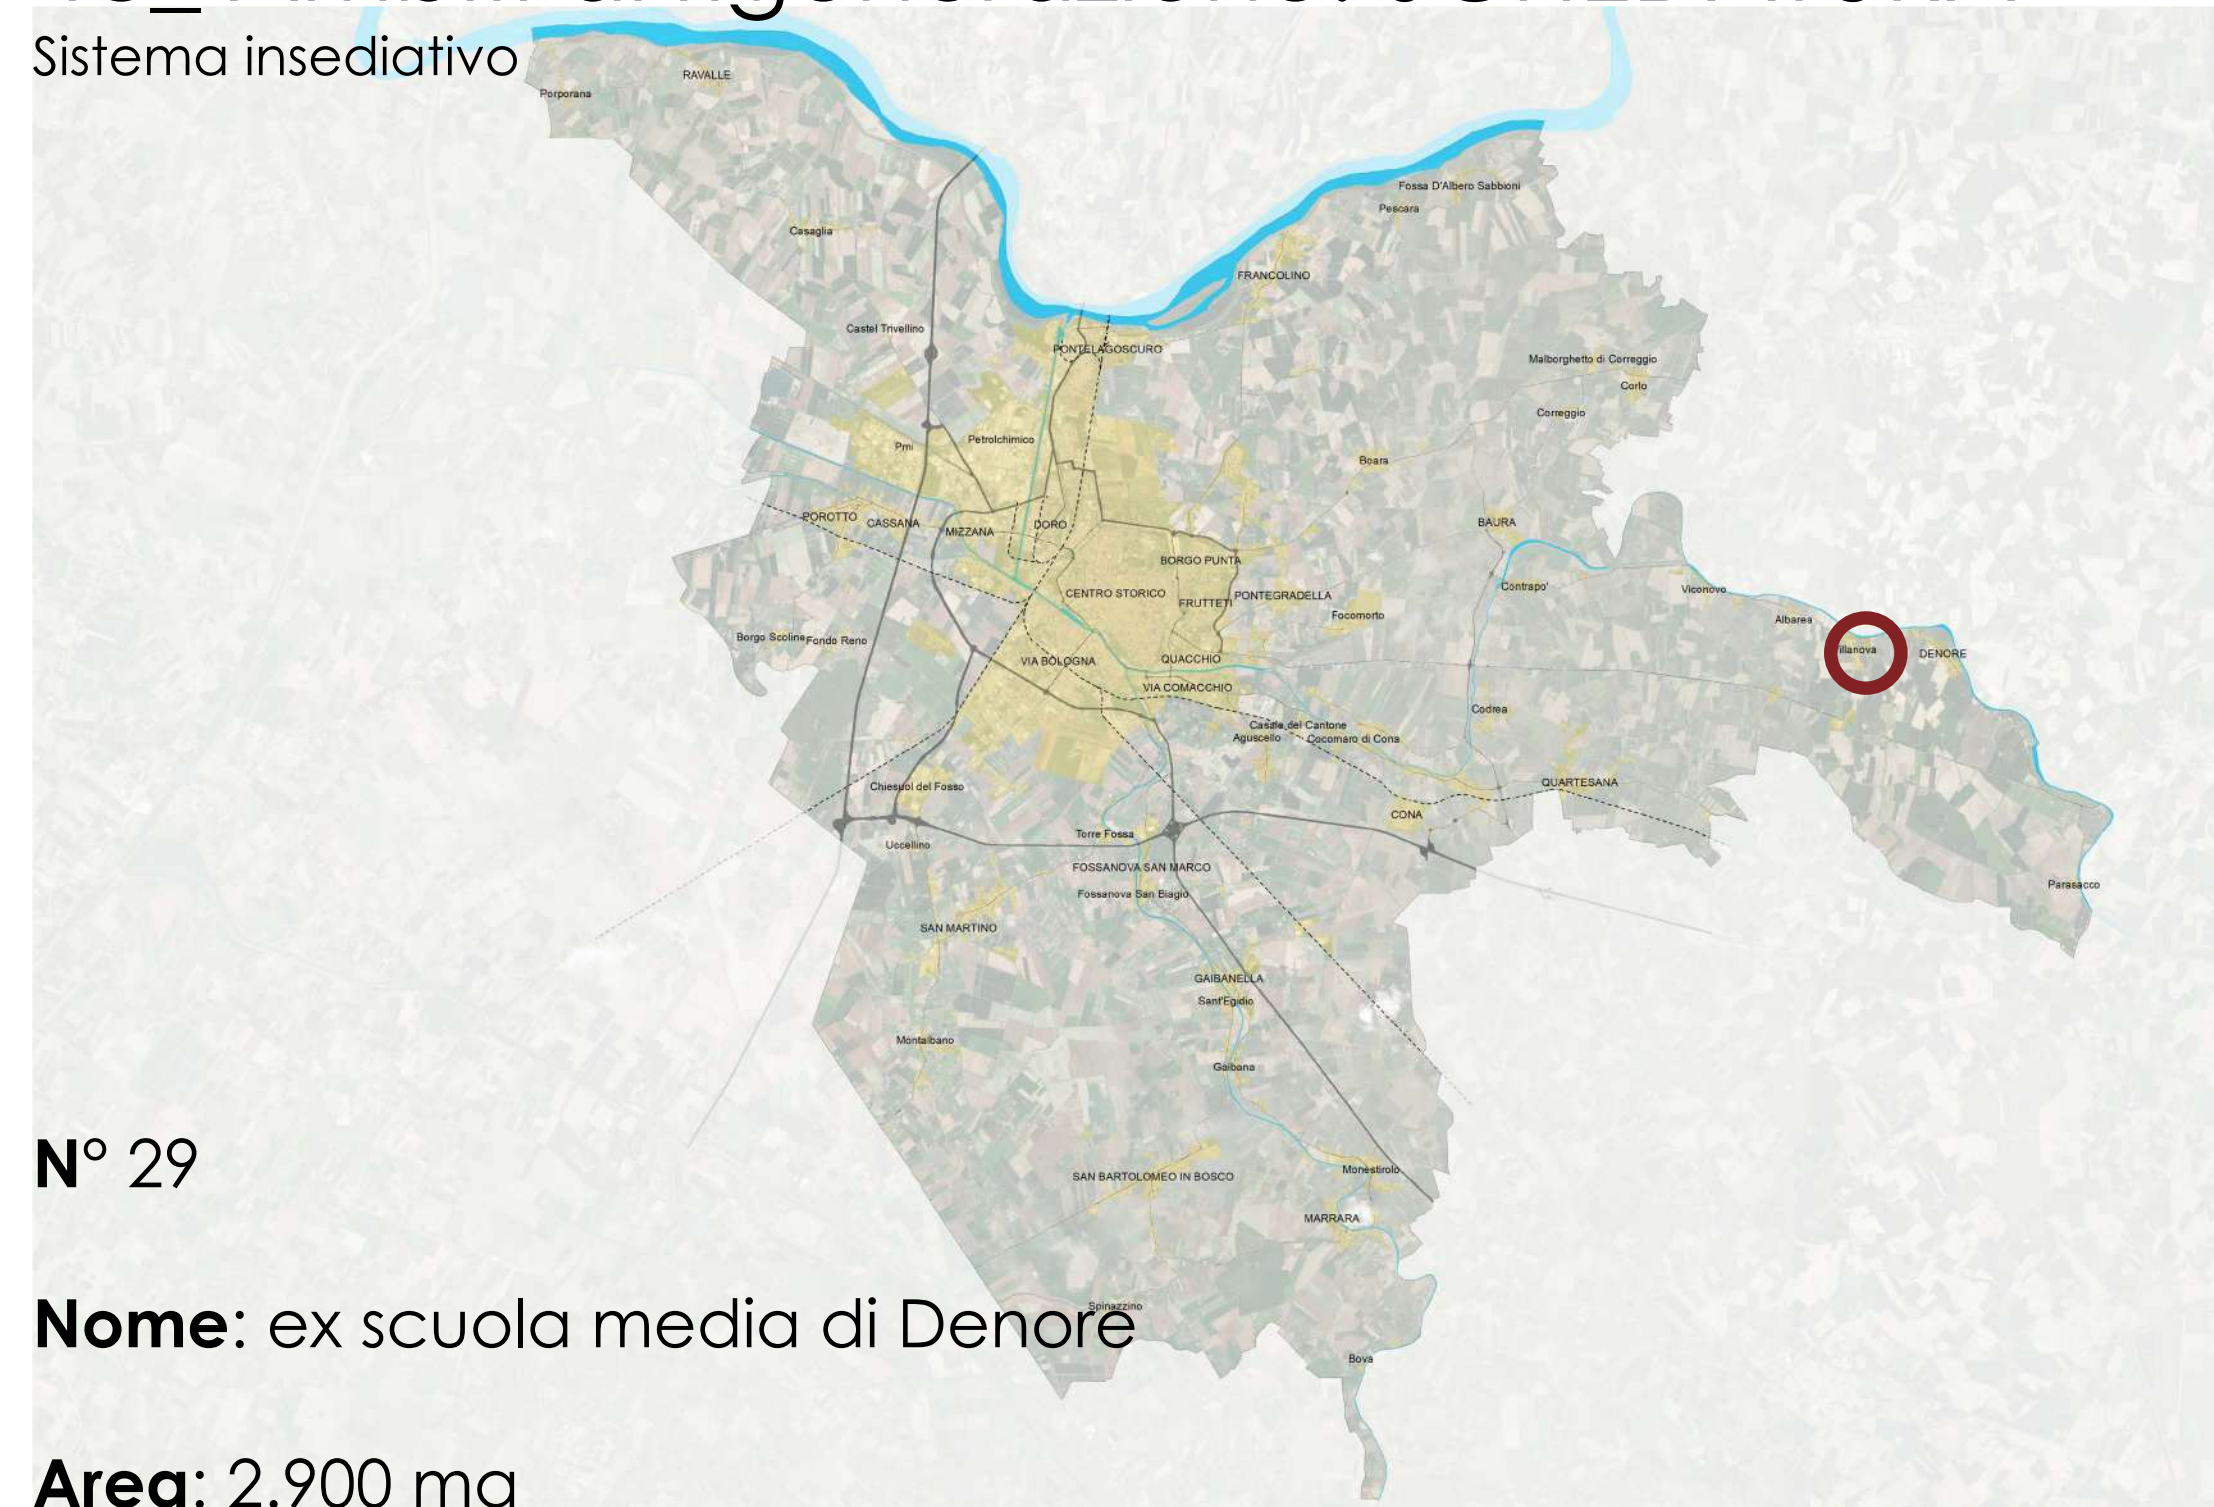 Sistema insediativo
RAVALLE
Porporana
Fossa D'Albero Sabbioni
Pescara
Casaglia
FRANCOLINO
Castel Trivellino
PONTELAGOSCURO
Malborghetto di Correggio
Corlo
Correggio
Pmi
Petrolchimico
Boara
POROTTO
CASSANA
MIZZANA
DORO
BAURA
BORGO PUNTA
CENTRO STORICO
FRUTTETI
PONTEGRADELLA
Focomorto
Contrapo'
Viconovo
Albarea
Borgo Scoline
Fondo Reno
VIA BOLOGNA
QUACCHIO
illanova
DENORE
VIA COMACCHIO
Codrea
Casale del Cantone
Aguscello
Cocomaro di Cona
Chiesuol del Fosso
QUARTESANA
CONA
Torre Fossa
Uccellino
FOSSANOVA SAN MARCO
Fossanova San Biagio
Parasacco
SAN MARTINO
GAIBANELLA
Sant'Egidio
Montalbano
Gaibana
N° 29
SAN BARTOLOMEO IN BOSCO
Monestirolo
MARRARA
Spinazzino
Nome: ex scuola media di Denore
Bova
Area: 2.900 mq